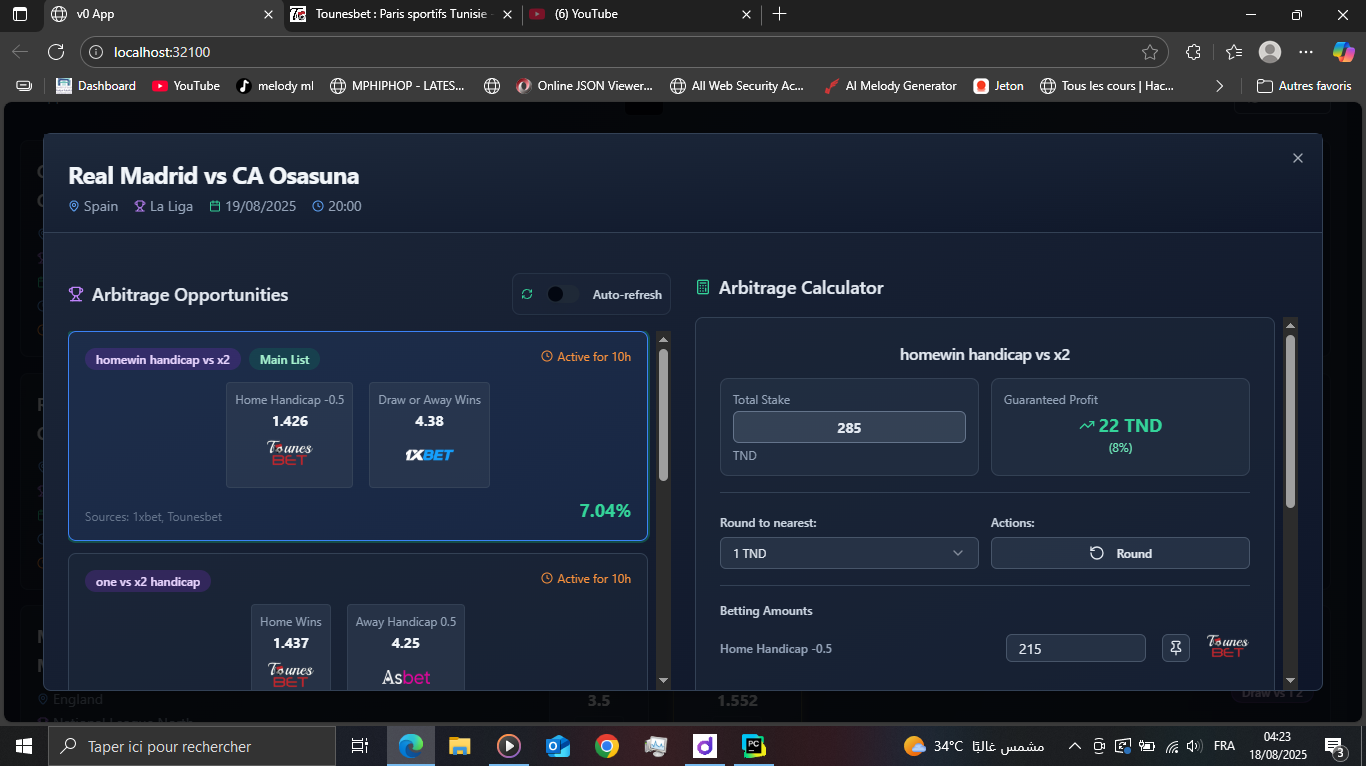 v0 App
Tounesbet : Paris sportifs Tunisie -
(6) YouTube
localhost:32100
Dashboard
YouTube
melody ml
MPHIPHOP - LATES...
Online JSON Viewer...
All Web Security Ac...
AI Melody Generator
Jeton
Tous les cours | Hac...
Autres favoris
Real Madrid vs CA Osasuna
Spain
La Liga
19/08/2025
20:00
Arbitrage Opportunities
Auto-refresh
homewin handicap vs x2
Main List
Active for 10h
Home Handicap -0.5
1.426
Tounes
BET
Draw or Away Wins
4.38
1XBET
Sources: 1xbet, Tounesbet
7.04%
one vs x2 handicap
Active for 10h
Home Wins
1.437
Tounes
BET
Away Handicap 0.5
4.25
Asbet
Arbitrage Calculator
homewin handicap vs x2
Total Stake
285
TND
Guaranteed Profit
22 TND
(8%)
Round to nearest:
1 TND
Actions:
Round
Betting Amounts
Home Handicap -0.5
215
Tounes
BET
England
National League North
3.5
1.552
Draw vs 12
Taper ici pour rechercher
PC
34°C
مشمس غالبًا
FRA
04:23
18/08/2025
3